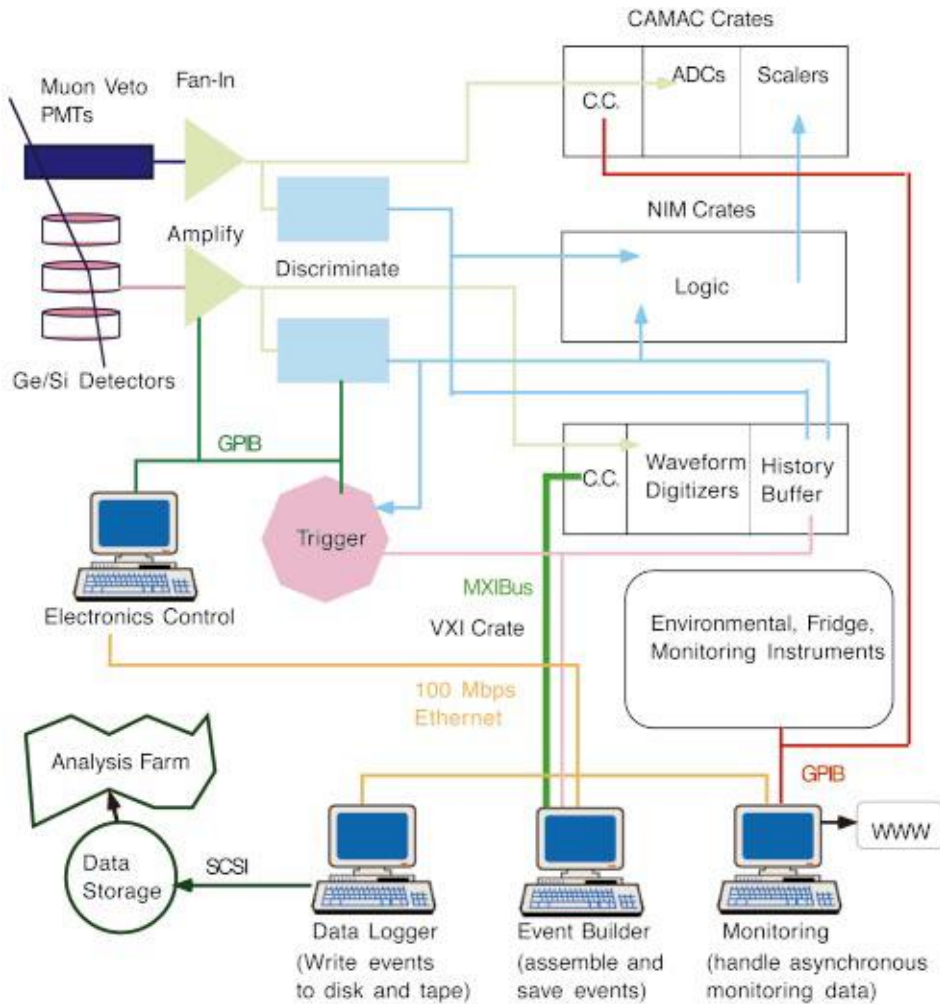 CAMAC Crates
Muon Veto
PMTs
Fan-In
C.C.
ADCs
Scalers
NIM Crates
Amplify
Discriminate
Logic
Ge/Si Detectors
GPIB
C.C.
Waveform
Digitizers
History
Buffer
Trigger
MXIBus
Electronics Control
VXI Crate
Environmental, Fridge,
Monitoring Instruments
100 Mbps
Ethernet
Analysis Farm
GPIB
WWW
Data
Storage
SCSI
Data Logger
(Write events
to disk and tape)
Event Builder
(assemble and
save events)
Monitoring
(handle asynchronous
monitoring data)